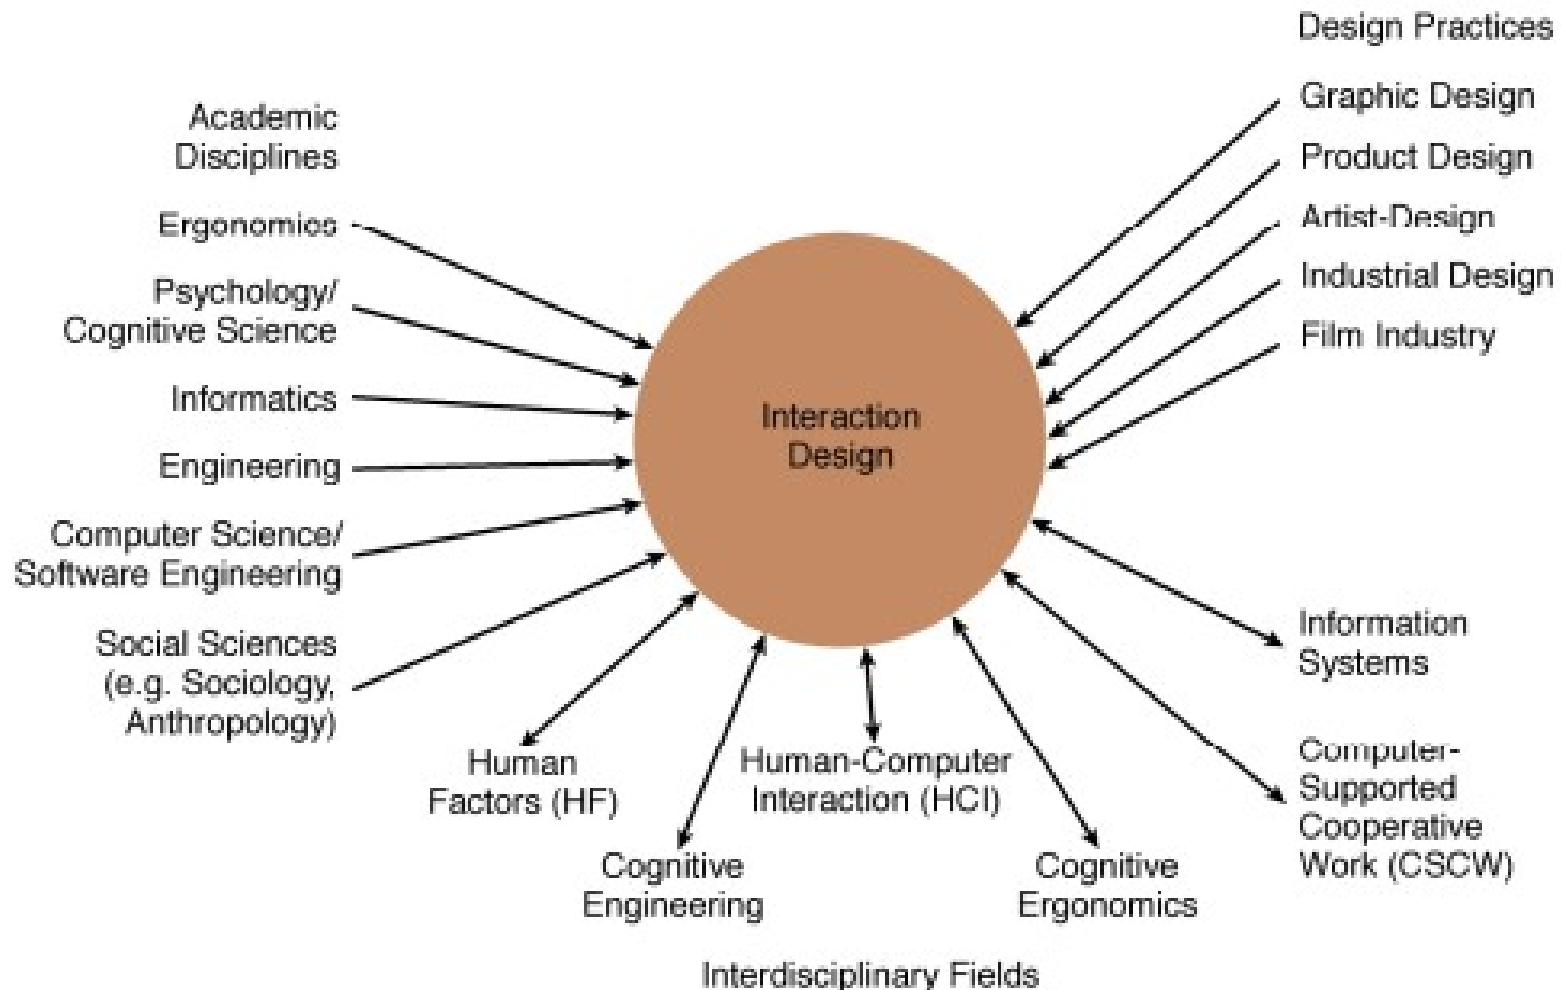 Design Practices
Graphic Design
Product Design
Artist-Design
Industrial Design
Film Industry
Academic
Disciplines
Ergonomics
Psychology/
Cognitive Science
Informatics
Engineering
Computer Science/
Software Engineering
Social Sciences
(e.g. Sociology,
Anthropology)
Interaction
Design
Human
Factors (HF)
Cognitive
Engineering
Human-Computer
Interaction (HCI)
Cognitive
Ergonomics
Information
Systems
Computer-
Supported
Cooperative
Work (CSCW)
Interdisciplinary Fields